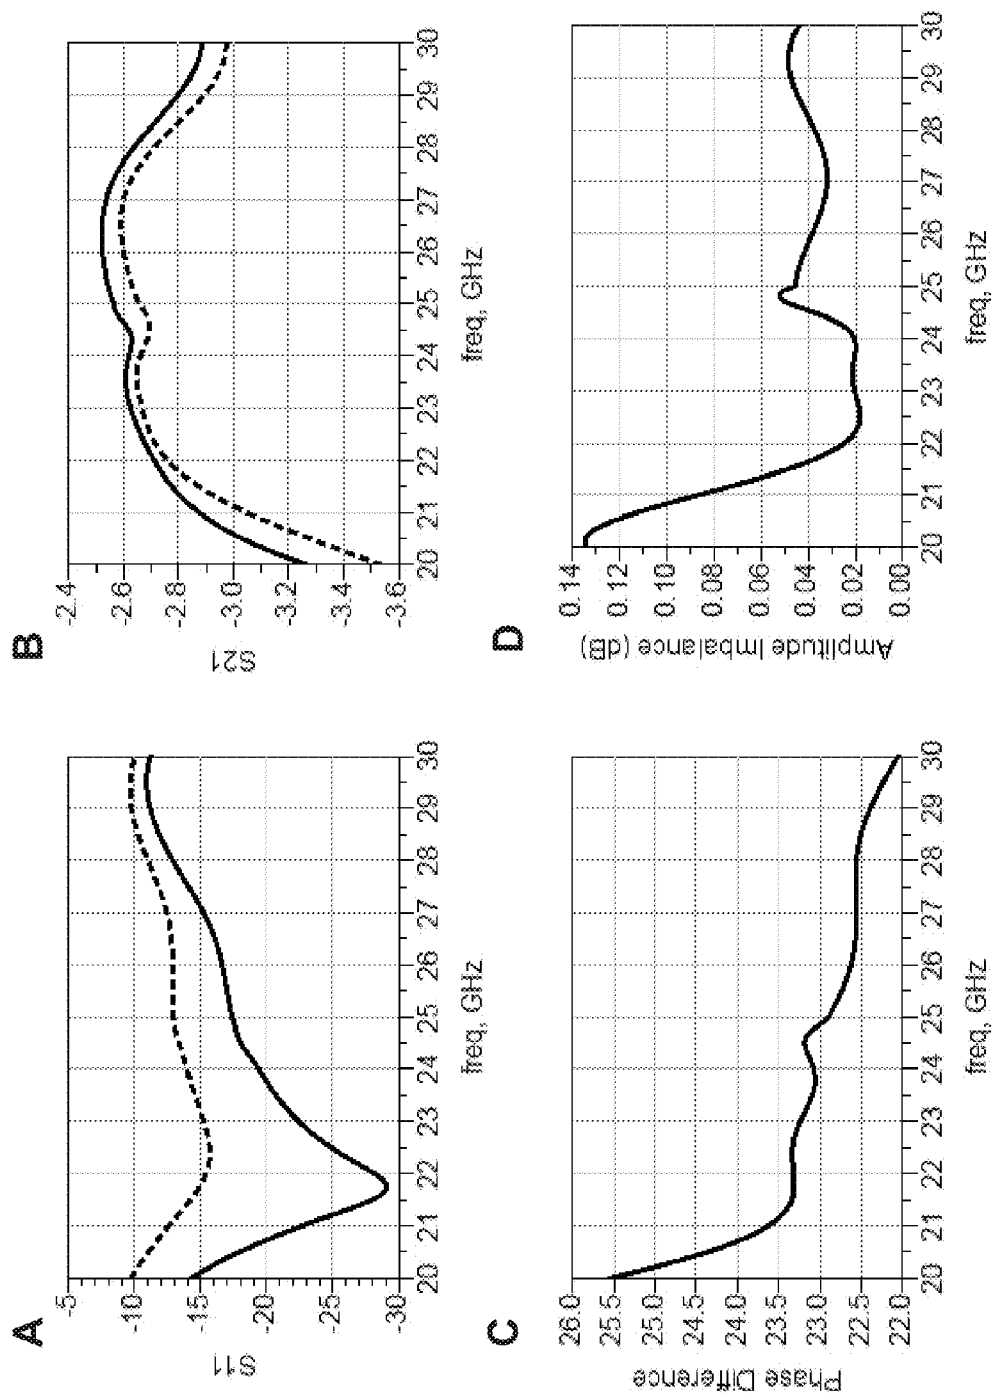 A
S11
-5
-10
-15
-20
-25
-30
20 21 22 23 24 25 26 27 28 29 30
freq, GHz
B
S21
-2.4
-2.6
-2.8
-3.0
-3.2
-3.4
-3.6
20 21 22 23 24 25 26 27 28 29 30
freq, GHz
C
Phase Difference
26.0
25.5
25.0
24.5
24.0
23.5
23.0
22.5
22.0
20 21 22 23 24 25 26 27 28 29 30
freq, GHz
D
Amplitude Imbalance (dB)
0.14
0.12
0.04
0.08
0.06
0.04
0.02
0.00
20 21 22 23 24 25 26 27 28 29 30
freq, GHz